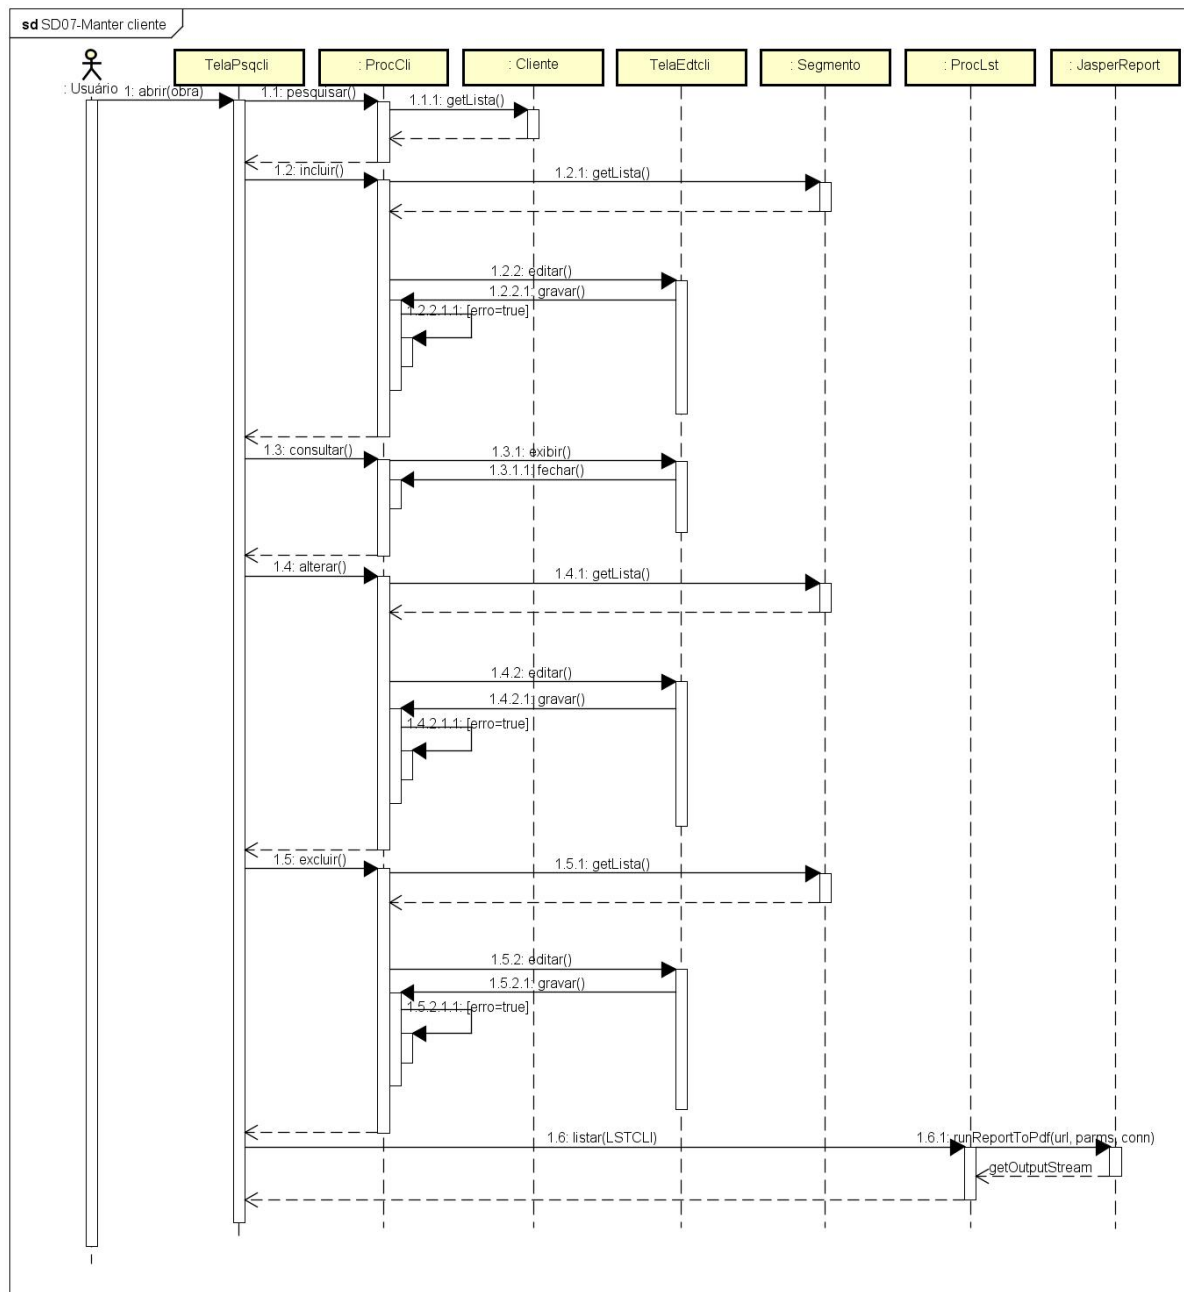 sd SD07-Manter cliente
TelaPsqcli
: ProcCli
: Cliente
TelaEdtcli
: Segmento
: ProcLst
: JasperReport
: Usuário
1: abrir(obra)
1.1: pesquisar()
1.1.1: getLista()
1.2: incluir()
1.2.1: getLista()
1.2.2: editar()
1.2.2.1: gravar()
1.2.2.1.1: [erro=true]
1.3: consultar()
1.3.1: exibir()
1.3.1.1: fechar()
1.4: alterar()
1.4.1: getLista()
1.4.2: editar()
1.4.2.1: gravar()
1.4.2.1.1: [erro=true]
1.5: excluir()
1.5.1: getLista()
1.5.2: editar()
1.5.2.1: gravar()
1.5.2.1.1: [erro=true]
1.6: listar(LSTCLI)
1.6.1: runReportToPdf(url, parms, conn)
getOutputStream